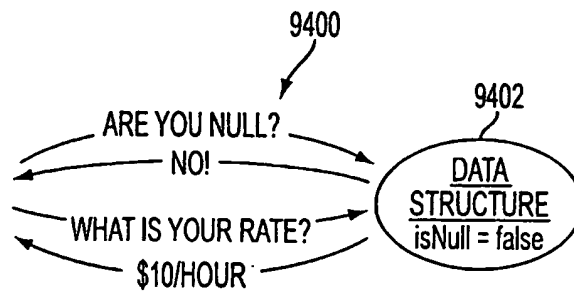 9400
9402
ARE YOU NULL?
NO!
WHAT IS YOUR RATE?
$10/HOUR
DATA
STRUCTURE
isNull = false